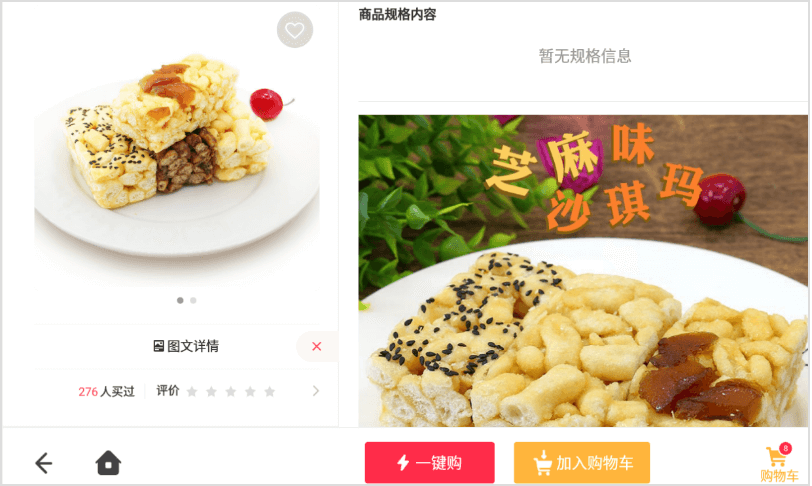 图文详情
276人买过
评价
商品规格内容
暂无规格信息
芝麻味
沙琪玛
一键购
加入购物车
8
购物车